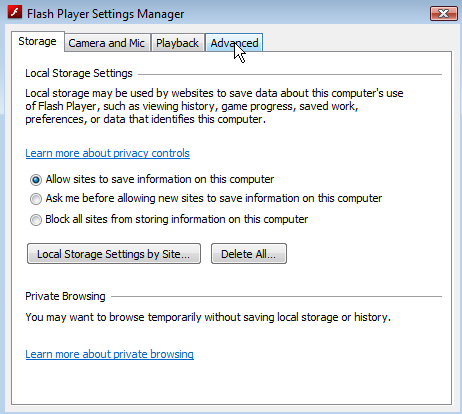 Flash Player Settings Manager
Storage Camera and Mic Playback Advanced
Local Storage Settings
Local storage may be used by websites to save data about this computer's use
of Flash Player, such as viewing history, game progress, saved work,
preferences, or data that identifies this computer.
Learn more about privacy controls
Allow sites to save information on this computer
Ask me before allowing new sites to save information on this computer
Block all sites from storing information on this computer
Local Storage Settings by Site... Delete All...
Private Browsing
You may want to browse temporarily without saving local storage or history.
Learn more about private browsing